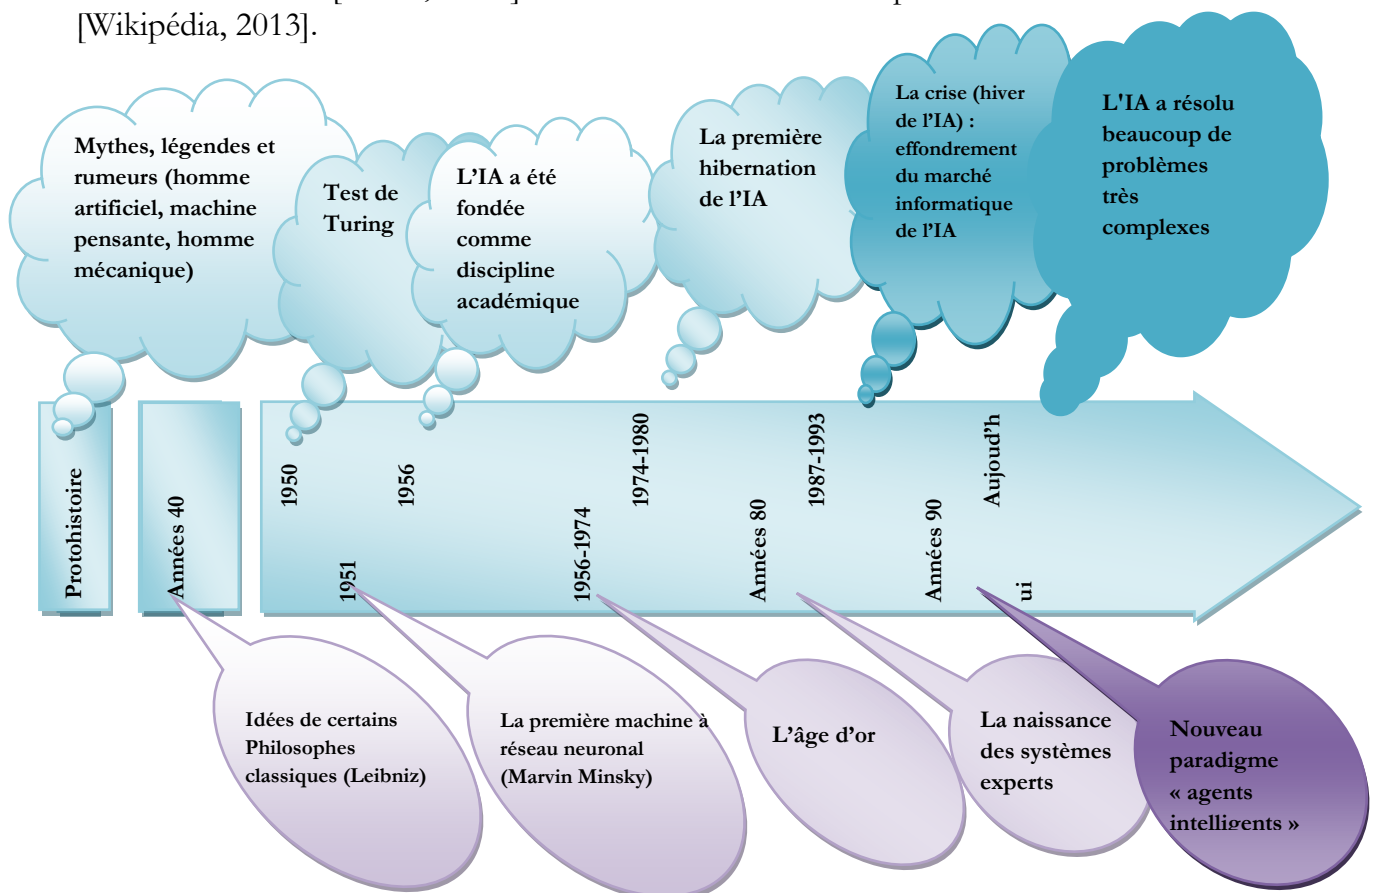 [Wikipédia, 2013].
Mythes, légendes et
rumeurs (homme
artificiel, machine
pensante, homme
mécanique)
Test de
Turing
L’IA a été
fondée
comme
discipline
académique
La première
hibernation
de l’IA
La crise (hiver
de l’IA) :
effondrement
du marché
informatique
de l’IA
L'IA a résolu
beaucoup de
problèmes
très
complexes
Protohistoire
Années 40
1950
1951
1956
1956-1974
1974-1980
Années 80
1987-1993
Années 90
Aujoud’h
ui
Idées de certains
Philosophes
classiques (Leibniz)
La première machine à
réseau neuronal
(Marvin Minsky)
L’âge d’or
La naissance
des systèmes
experts
Nouveau
paradigme
« agents
intelligents »